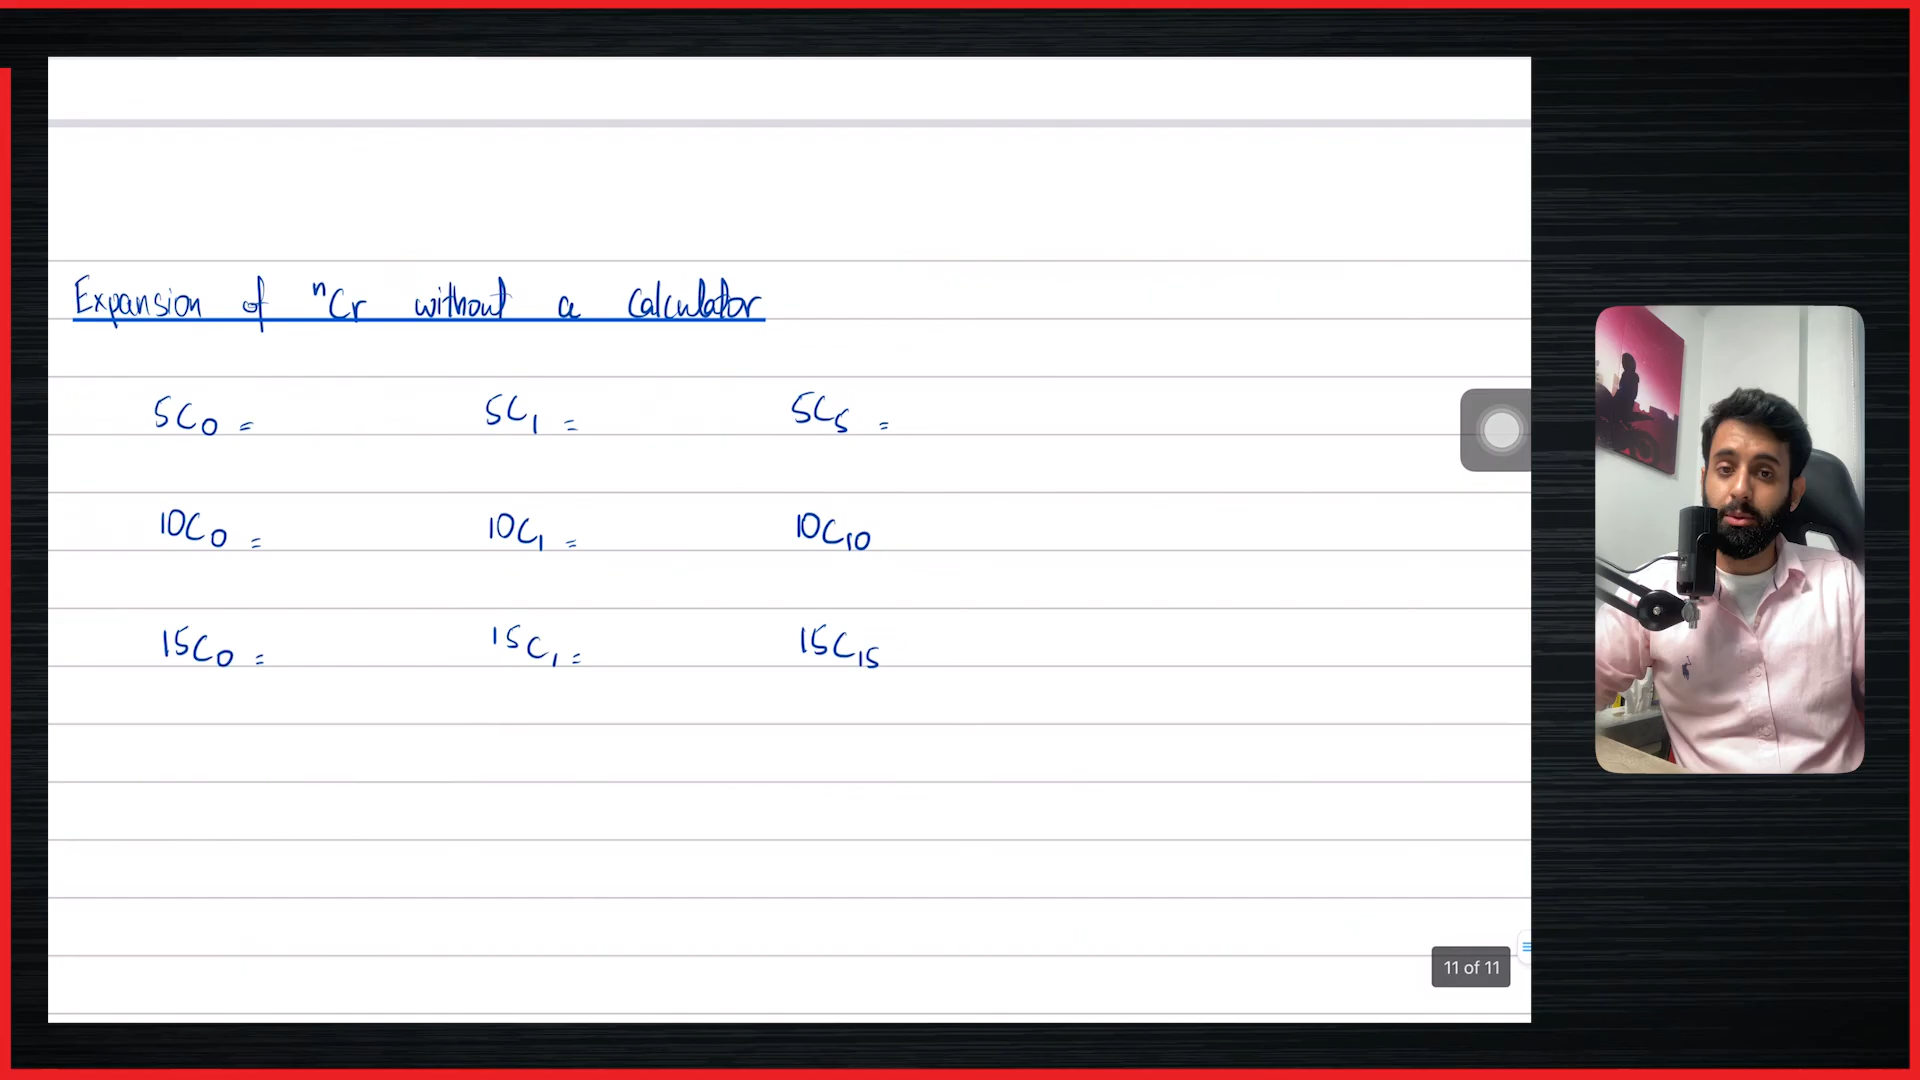 Expansion of ⁿCr without a calculator
5C₀ = 5C₁ = 5C₅ =
10C₀ = 10C₁ = 10C₁₀
15C₀ = 15C₁ = 15C₁₅
11 of 11